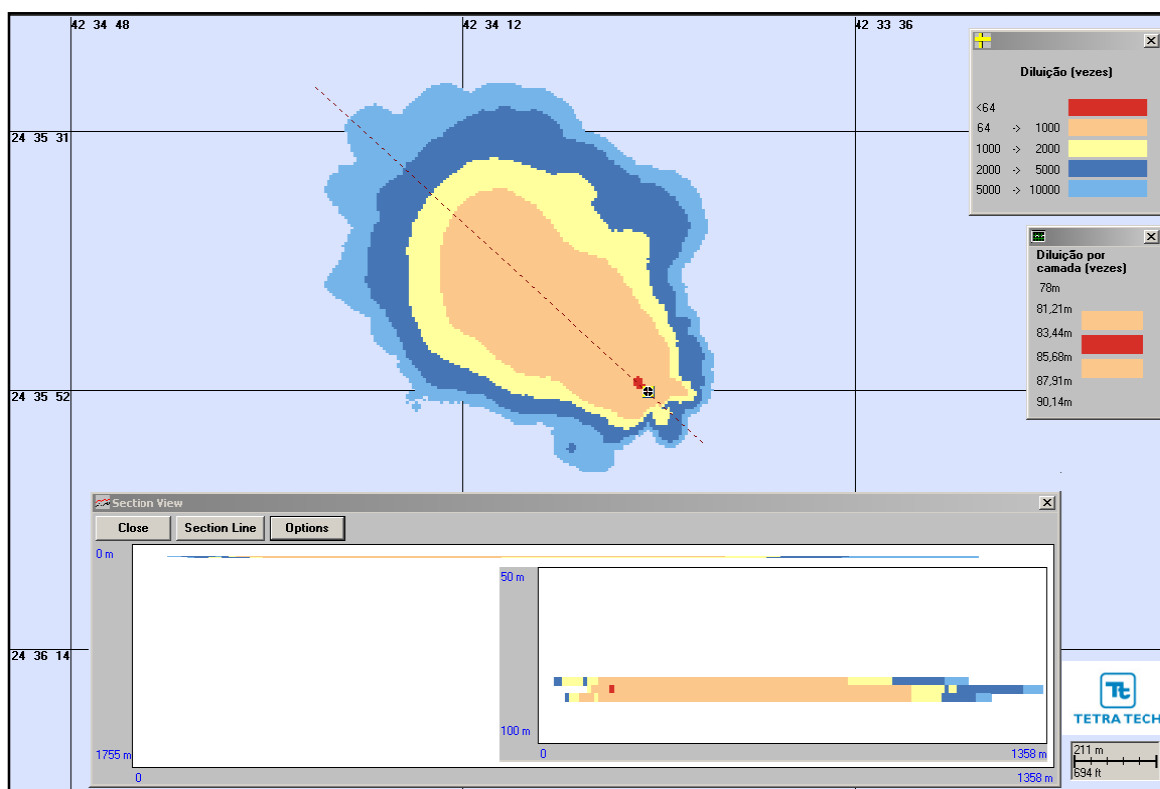 42 34 48
42 34 12
42 33 36
24 35 31
24 35 52
24 36 14
Diluição (vezes)
<64
64 -> 1000
1000 -> 2000
2000 -> 5000
5000 -> 10000
Diluição por
camada (vezes)
78m
81,21m
83,44m
85,68m
87,91m
90,14m
Section View
Close
Section Line
Options
0 m
1755 m
0
1358 m
50 m
100 m
0
1358 m
Tt
TETRA TECH
211 m
694 ft